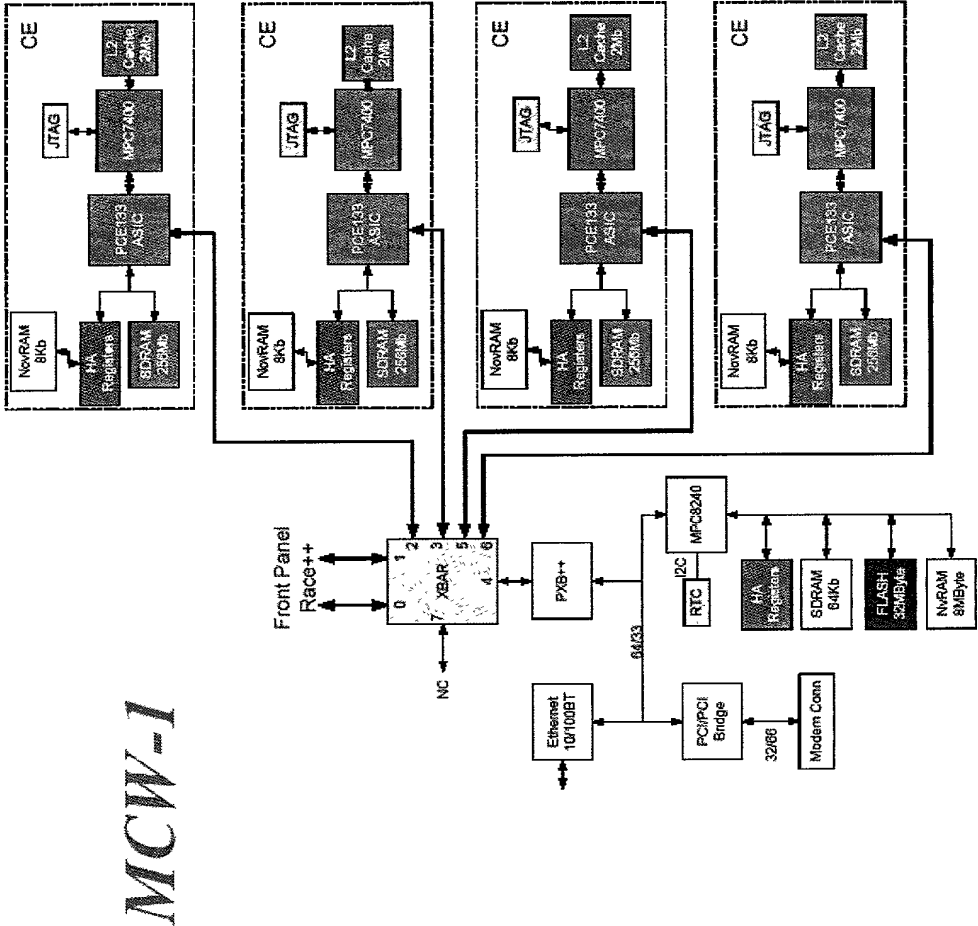 MCW-1
Front Panel
Race++
0
1
2
3
5
6
4
7
XBAR
NC
PXB++
64/33
Ethernet
10/100BT
PCI/PCI
Bridge
32/66
Modem Conn
MPC8240
I2C
RTC
HA
Registers
SDRAM
64Kb
FLASH
32MByte
NvRAM
8MByte
CE
NovRAM
8Kb
HA
Registers
SDRAM
256Mb
PCE133
ASIC
JTAG
MPC7400
L2
Cache
2Mb
CE
NovRAM
8Kb
HA
Registers
SDRAM
256Mb
PCE133
ASIC
JTAG
MPC7400
L2
Cache
2Mb
CE
NovRAM
8Kb
HA
Registers
SDRAM
256Mb
PCE133
ASIC
JTAG
MPC7400
L2
Cache
2Mb
CE
NovRAM
8Kb
HA
Registers
SDRAM
256Mb
PCE133
ASIC
JTAG
MPC7400
L2
Cache
2Mb